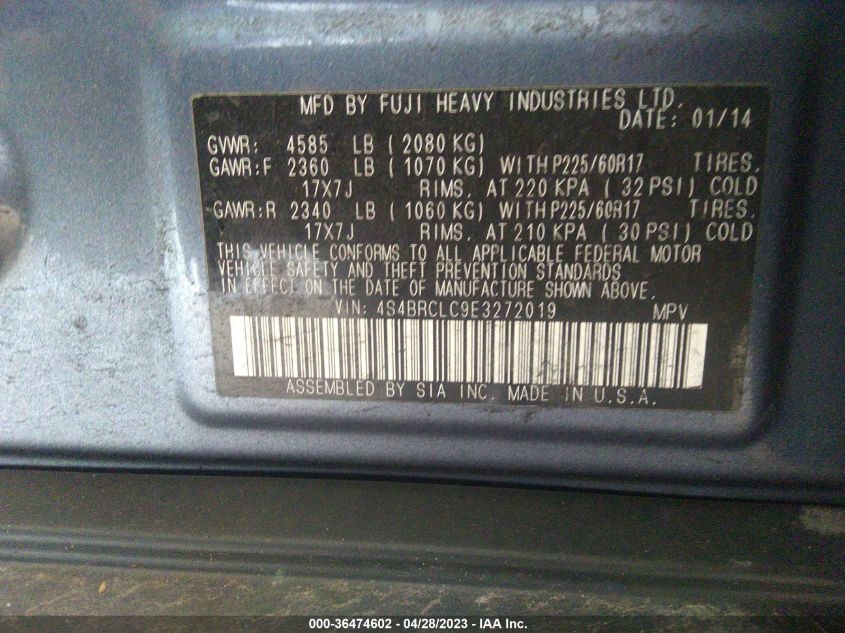 MFD BY FUJI HEAVY INDUSTRIES LTD.
DATE: 01/14
GVWR: 4585 LB ( 2080 KG)
GAWR:F 2360 LB ( 1070 KG) WITH P225/60R17 TIRES.
17X7J RIMS. AT 220 KPA ( 32 PSI) COLD
GAWR:R 2340 LB ( 1060 KG) WITH P225/60R17 TIRES.
17X7J RIMS. AT 210 KPA ( 30 PSI) COLD
THIS VEHICLE CONFORMS TO ALL APPLICABLE FEDERAL MOTOR
VEHICLE SAFETY AND THEFT PREVENTION STANDARDS
IN EFFECT ON THE DATE OF MANUFACTURE SHOWN ABOVE.
VIN: 4S4BRCLC9E3272019 MPV
ASSEMBLED BY SIA INC. MADE IN U.S.A.
000-36474602 - 04/28/2023 - IAA Inc.